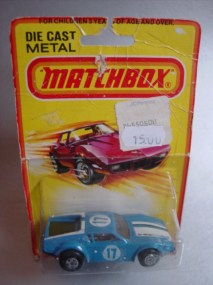 FOR CHILDREN 3 YEARS OF AGE AND OVER.
DIE CAST
METAL
MATCHBOX
15.00
17